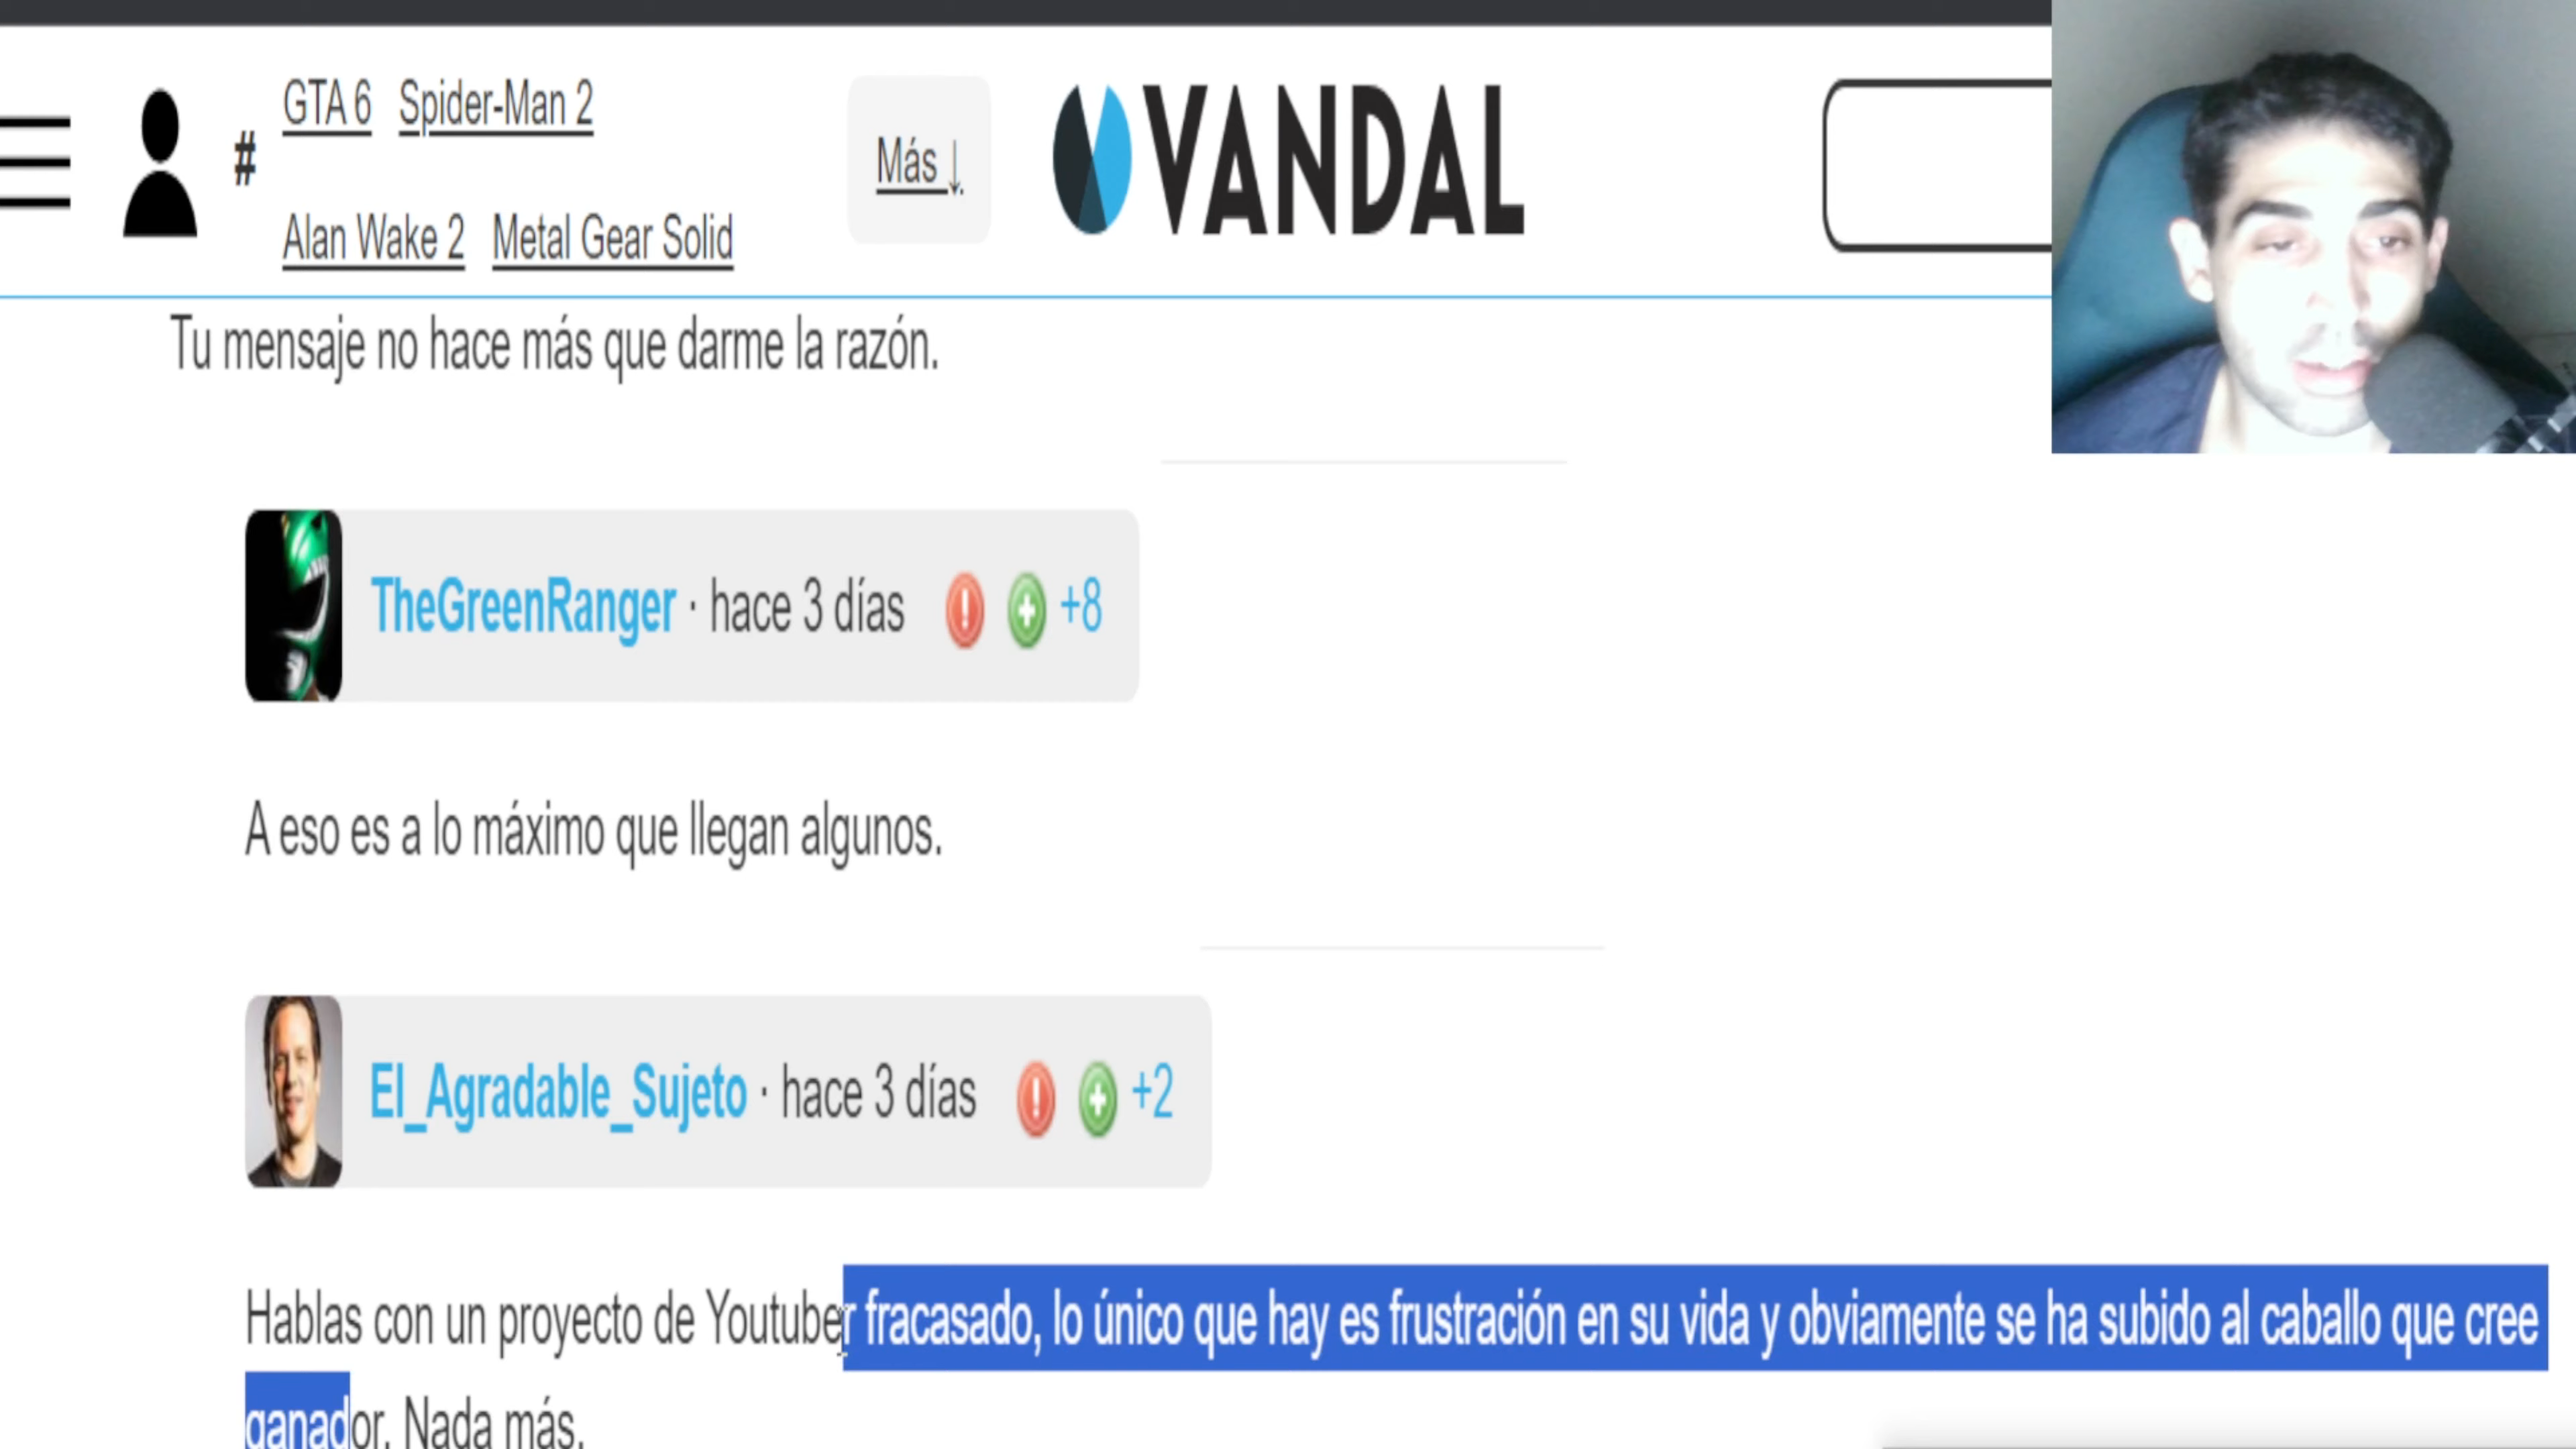 GTA 6 Spider-Man 2
#
Alan Wake 2 Metal Gear Solid
Más ↓
VANDAL
Tu mensaje no hace más que darme la razón.
TheGreenRanger · hace 3 días ! + +8
A eso es a lo máximo que llegan algunos.
El_Agradable_Sujeto · hace 3 días ! + +2
Hablas con un proyecto de Youtuber fracasado, lo único que hay es frustración en su vida y obviamente se ha subido al caballo que cree
ganador. Nada más.